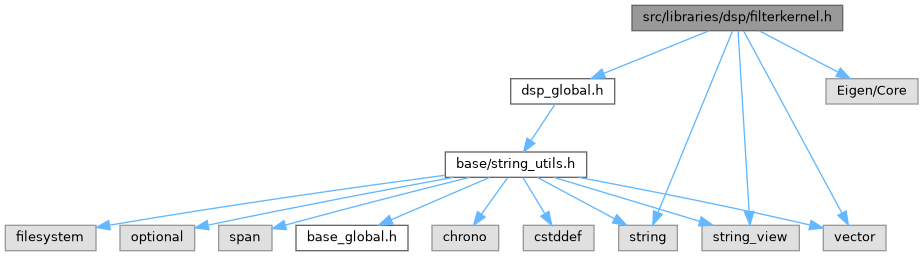 src/libraries/dsp/filterkernel.h
dsp_global.h
Eigen/Core
base/string_utils.h
filesystem
optional
span
base_global.h
chrono
cstddef
string
string_view
vector